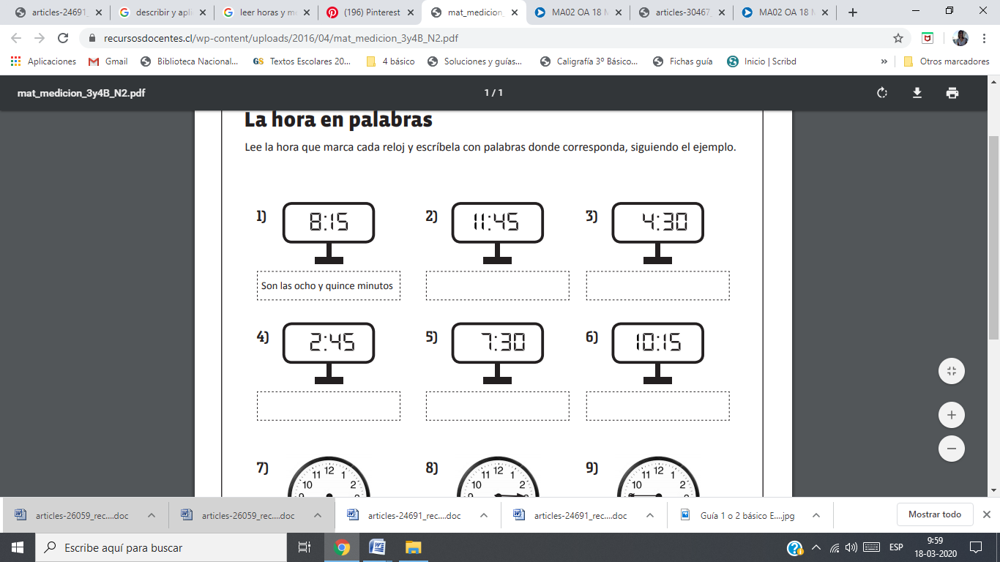 articles-24691_
describir y apli
leer horas y m
(196) Pinterest
mat_medicion_
MA02 OA 18 M
articles-30467_
MA02 OA 18 M
recursosdocentes.cl/wp-content/uploads/2016/04/mat_medicion_3y4B_N2.pdf
Aplicaciones
Gmail
Biblioteca Nacional...
GS Textos Escolares 20...
4 básico
Soluciones y guías...
Caligrafía 3º Básico...
Fichas guía
Inicio | Scribd
»
Otros marcadores
mat_medicion_3y4B_N2.pdf
1 / 1
La hora en palabras
Lee la hora que marca cada reloj y escríbela con palabras donde corresponda, siguiendo el ejemplo.
1) 8:15
2) 11:45
3) 4:30
Son las ocho y quince minutos
4) 2:45
5) 7:30
6) 10:15
7) 10 11 12 1 2
8) 10 11 12 1 2
9) 10 11 12 1 2
articles-26059_rec....doc
articles-26059_rec....doc
articles-24691_rec....doc
articles-24691_rec....doc
Guía 1 o 2 básico E....jpg
Mostrar todo
Escribe aquí para buscar
ESP
9:59
18-03-2020